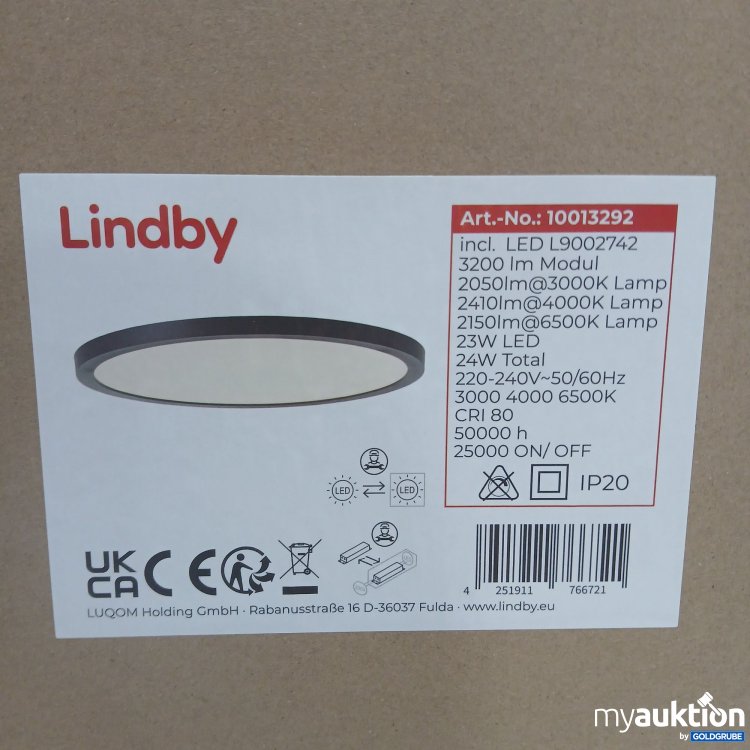 Lindby
Art.-No.: 10013292
incl. LED L9002742
3200 lm Modul
2050lm@3000K Lamp
2410lm@4000K Lamp
2150lm@6500K Lamp
23W LED
24W Total
220-240V~50/60Hz
3000 4000 6500K
CRI 80
50000 h
25000 ON/ OFF
IP20
LED
LED
UK
CA CE
4 251911 766721
LUQOM Holding GmbH · Rabanusstraße 16 D-36037 Fulda · www.lindby.eu
myauktion
by GOLDGRUBE